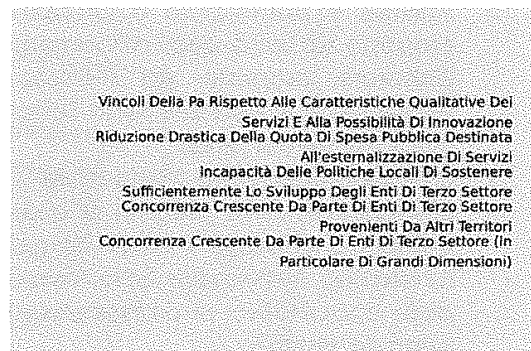 Vincoli Della Pa Rispetto Alle Caratteristiche Qualitative Dei
Servizi E Alla Possibilità Di Innovazione
Riduzione Drastica Della Quota Di Spesa Pubblica Destinata
All'esternalizzazione Di Servizi
Incapacità Delle Politiche Locali Di Sostenere
Sufficientemente Lo Sviluppo Degli Enti Di Terzo Settore
Concorrenza Crescente Da Parte Di Enti Di Terzo Settore
Provenienti Da Altri Territori
Concorrenza Crescente Da Parte Di Enti Di Terzo Settore (in
Particolare Di Grandi Dimensioni)